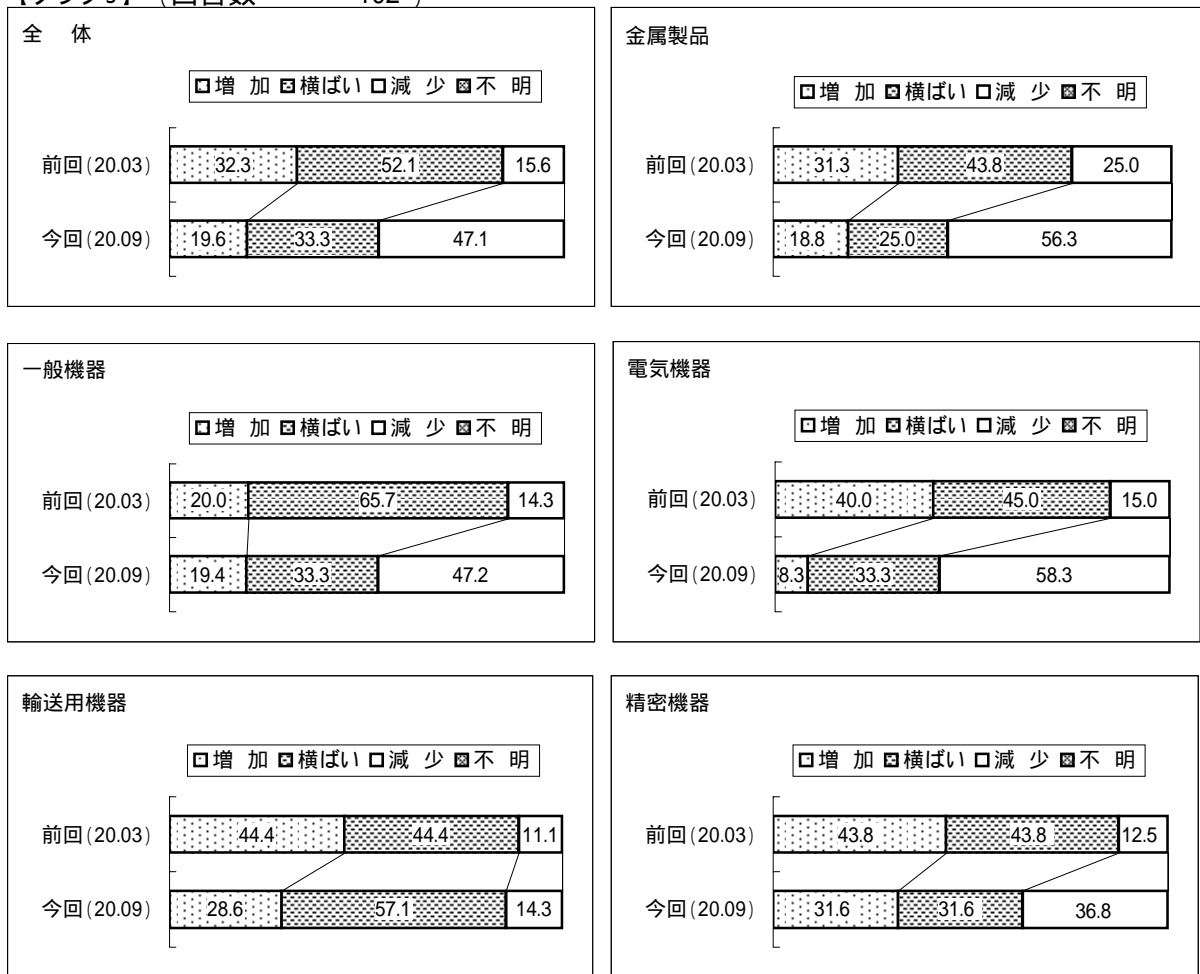 全 体
□増 加 □横ばい □減 少 □不 明
前回(20.03) 32.3 52.1 15.6
今回(20.09) 19.6 33.3 47.1
金属製品
□増 加 □横ばい □減 少 □不 明
前回(20.03) 31.3 43.8 25.0
今回(20.09) 18.8 25.0 56.3
一般機器
□増 加 □横ばい □減 少 □不 明
前回(20.03) 20.0 65.7 14.3
今回(20.09) 19.4 33.3 47.2
電気機器
□増 加 □横ばい □減 少 □不 明
前回(20.03) 40.0 45.0 15.0
今回(20.09) 8.3 33.3 58.3
輸送用機器
□増 加 □横ばい □減 少 □不 明
前回(20.03) 44.4 44.4 11.1
今回(20.09) 28.6 57.1 14.3
精密機器
□増 加 □横ばい □減 少 □不 明
前回(20.03) 43.8 43.8 12.5
今回(20.09) 31.6 31.6 36.8